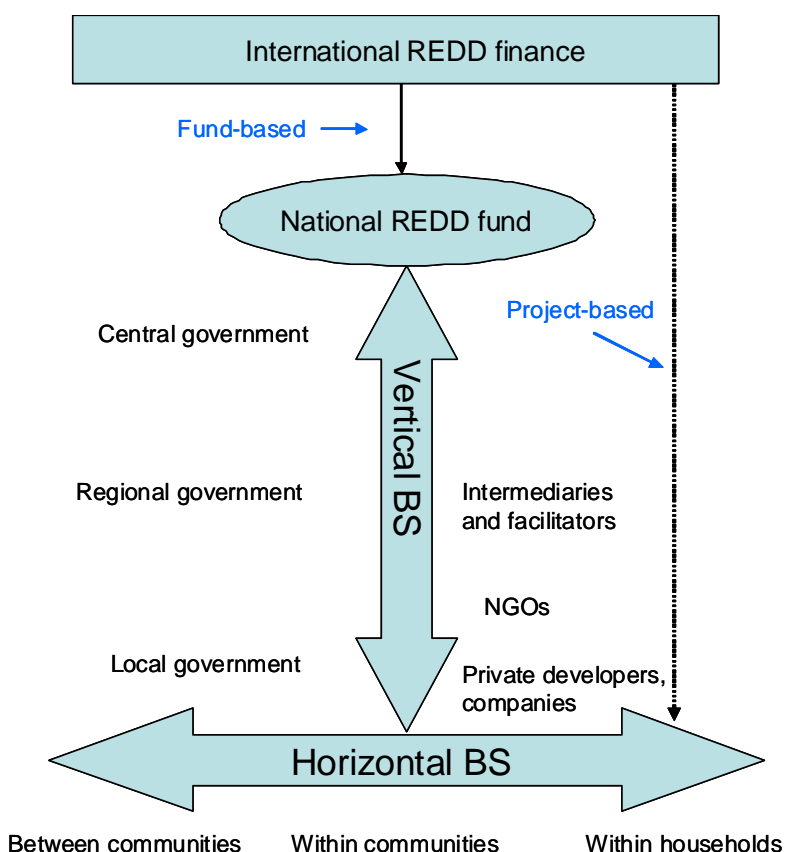 International REDD finance
Fund-based
National REDD fund
Project-based
Central government
Vertical BS
Regional government
Intermediaries
and facilitators
NGOs
Local government
Private developers,
companies
Horizontal BS
Between communities
Within communities
Within households